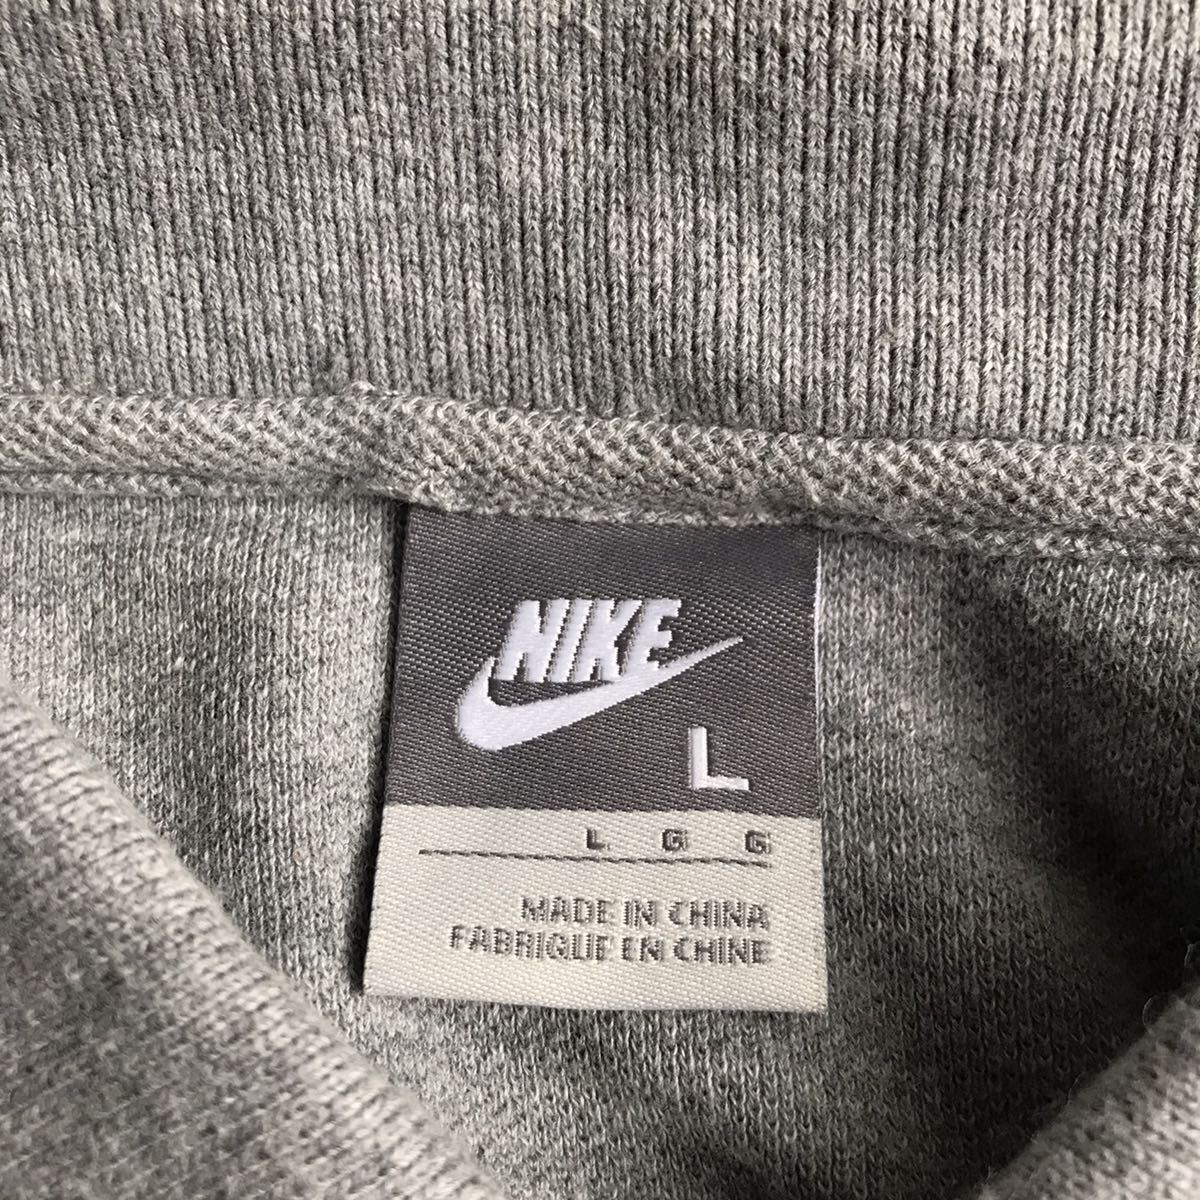 NIKE
L
L G G
MADE IN CHINA
FABRIQUE EN CHINE